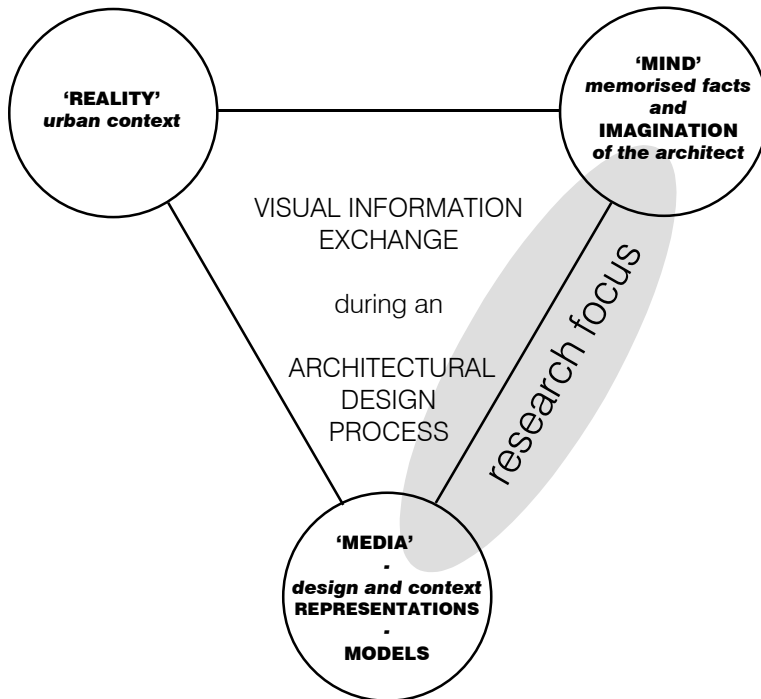 ‘REALITY’
urban context
‘MIND’
memorised facts
and
IMAGINATION
of the architect
VISUAL INFORMATION
EXCHANGE
during an
ARCHITECTURAL
DESIGN
PROCESS
research focus
‘MEDIA’
-
design and context
REPRESENTATIONS
-
MODELS